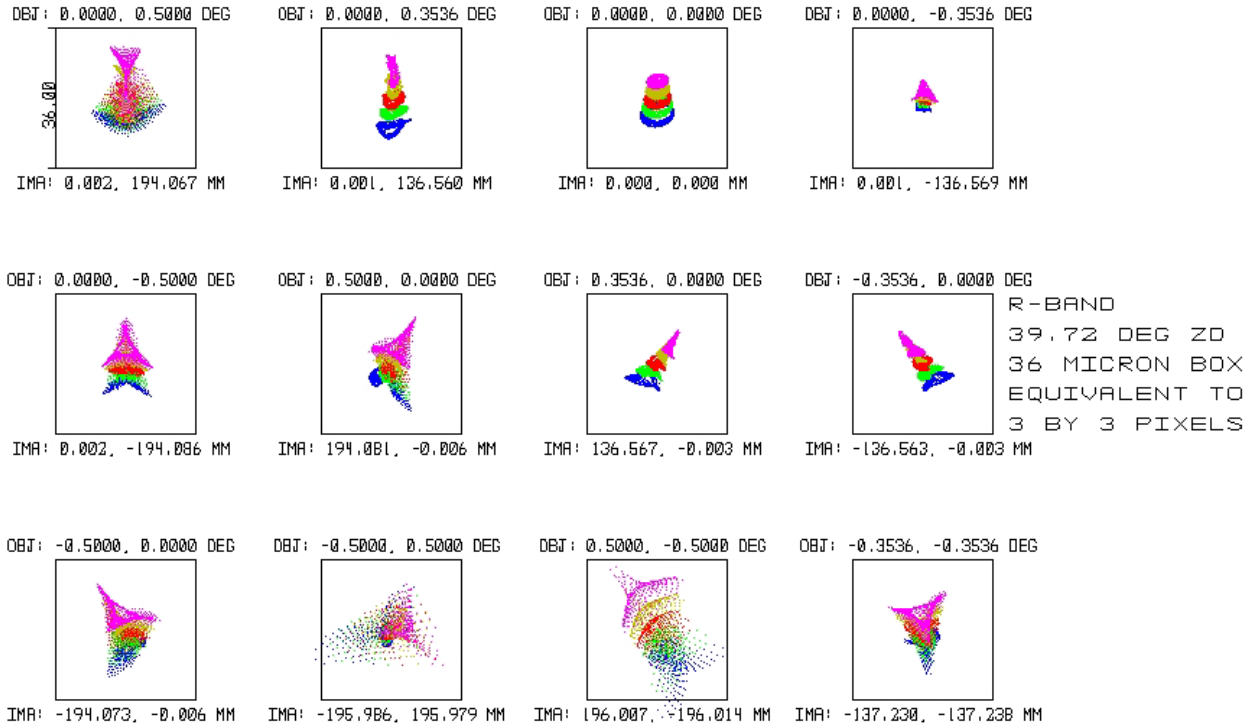 OBJ: 0.0000, 0.5000 DEG
OBJ: 0.0000, 0.3536 DEG
OBJ: 0.0000, 0.0000 DEG
OBJ: 0.0000, -0.3536 DEG
36.00
IMA: 0.002, 194.067 MM
IMA: 0.001, 136.560 MM
IMA: 0.000, 0.000 MM
IMA: 0.001, -136.569 MM
OBJ: 0.0000, -0.5000 DEG
OBJ: 0.5000, 0.0000 DEG
OBJ: 0.3536, 0.0000 DEG
OBJ: -0.3536, 0.0000 DEG
R-BAND
39.72 DEG ZD
36 MICRON BOX
EQUIVALENT TO
3 BY 3 PIXELS
IMA: 0.002, -194.086 MM
IMA: 194.081, -0.006 MM
IMA: 136.567, -0.003 MM
IMA: -136.563, -0.003 MM
OBJ: -0.5000, 0.0000 DEG
OBJ: -0.5000, 0.5000 DEG
OBJ: 0.5000, -0.5000 DEG
OBJ: -0.3536, -0.3536 DEG
IMA: -194.073, -0.006 MM
IMA: -195.986, 195.979 MM
IMA: 196.007, -196.014 MM
IMA: -137.230, -137.238 MM